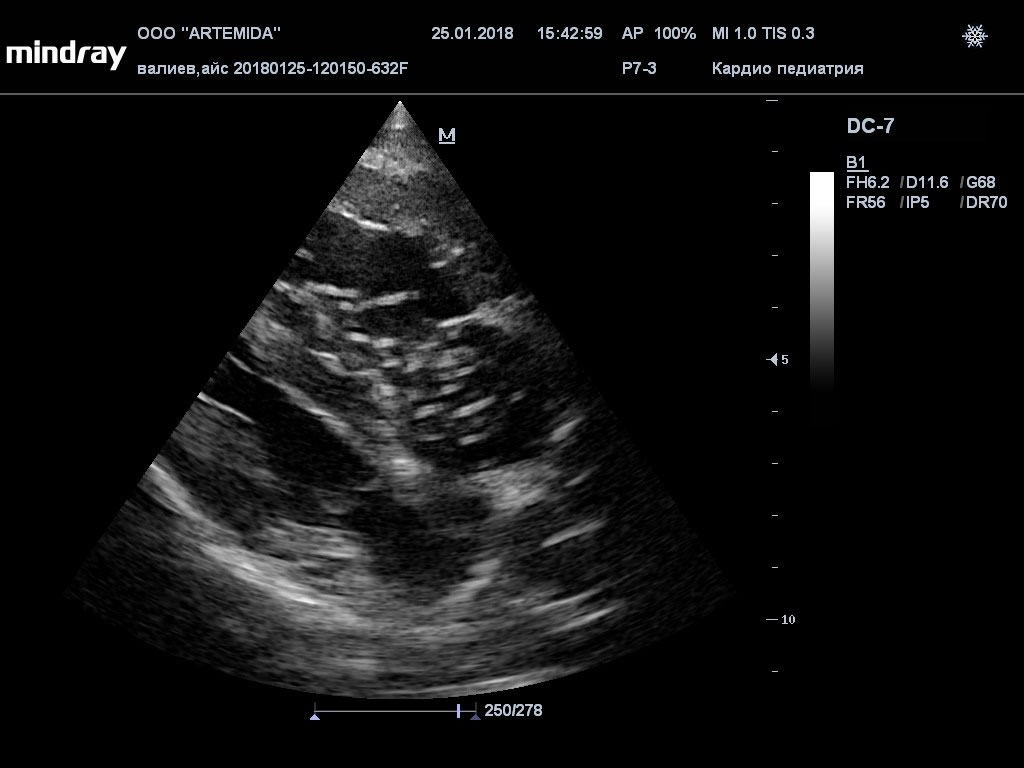 mindray
ООО "ARTEMIDA" 25.01.2018 15:42:59 AP 100% MI 1.0 TIS 0.3
валиев,айс 20180125-120150-632F P7-3 Кардио педиатрия
M
DC-7
B1
FH6.2 /D11.6 /G68
FR56 /IP5 /DR70
5
10
250/278